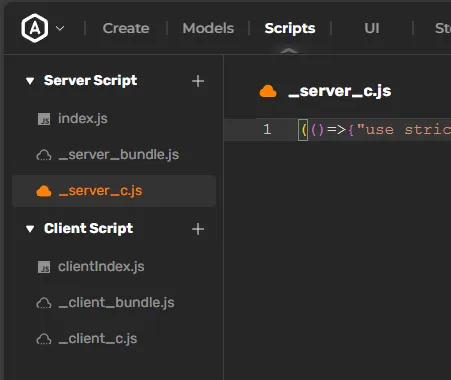 Create Models Scripts UI
Server Script +
index.js
_server_bundle.js
_server_c.js
Client Script +
clientIndex.js
_client_bundle.js
_client_c.js
_server_c.js
1 (()=>{"use stric